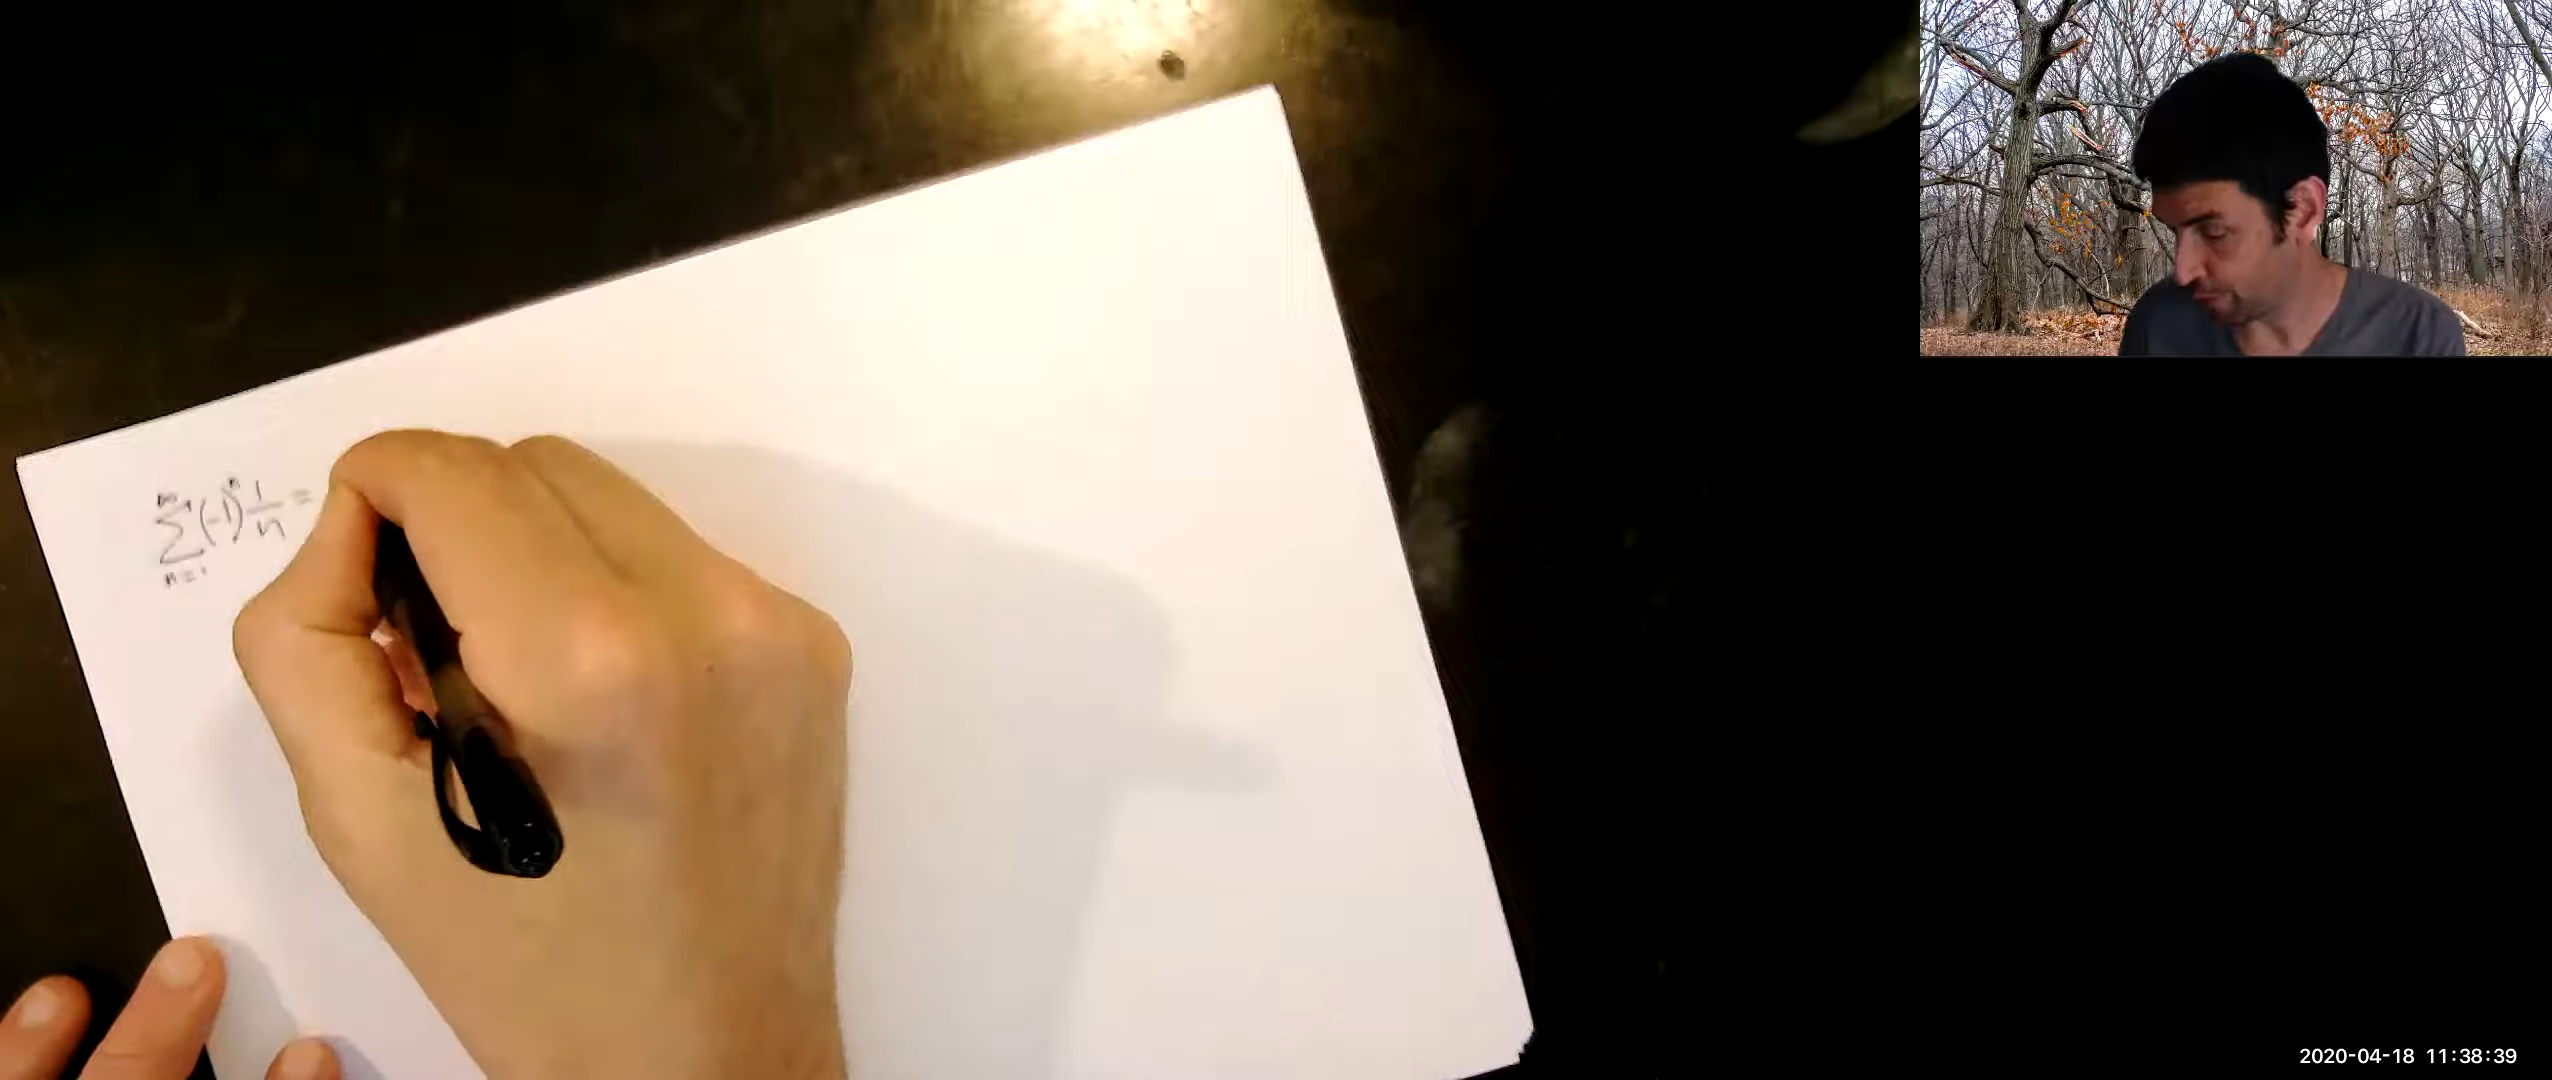 ∞
∑ (-1)^n 1/n =
n=1
2020-04-18 11:38:39